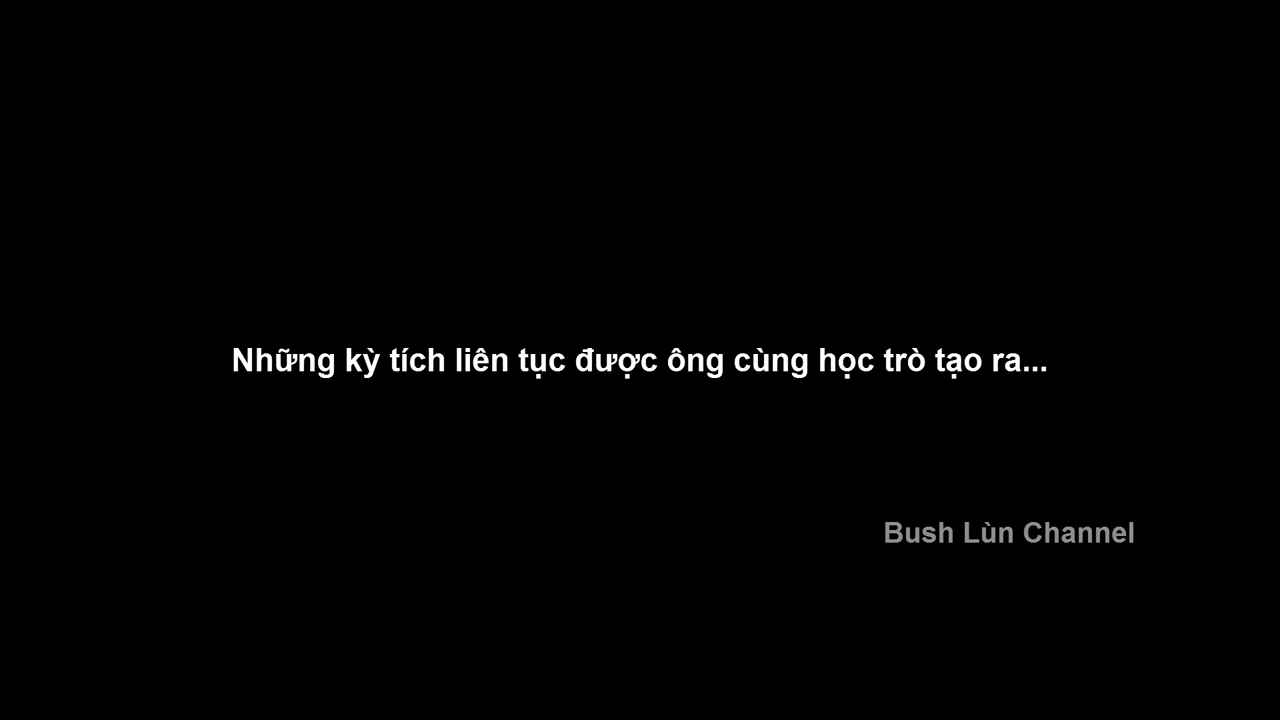 Những kỳ tích liên tục được ông cùng học trò tạo ra...
Bush Lùn Channel